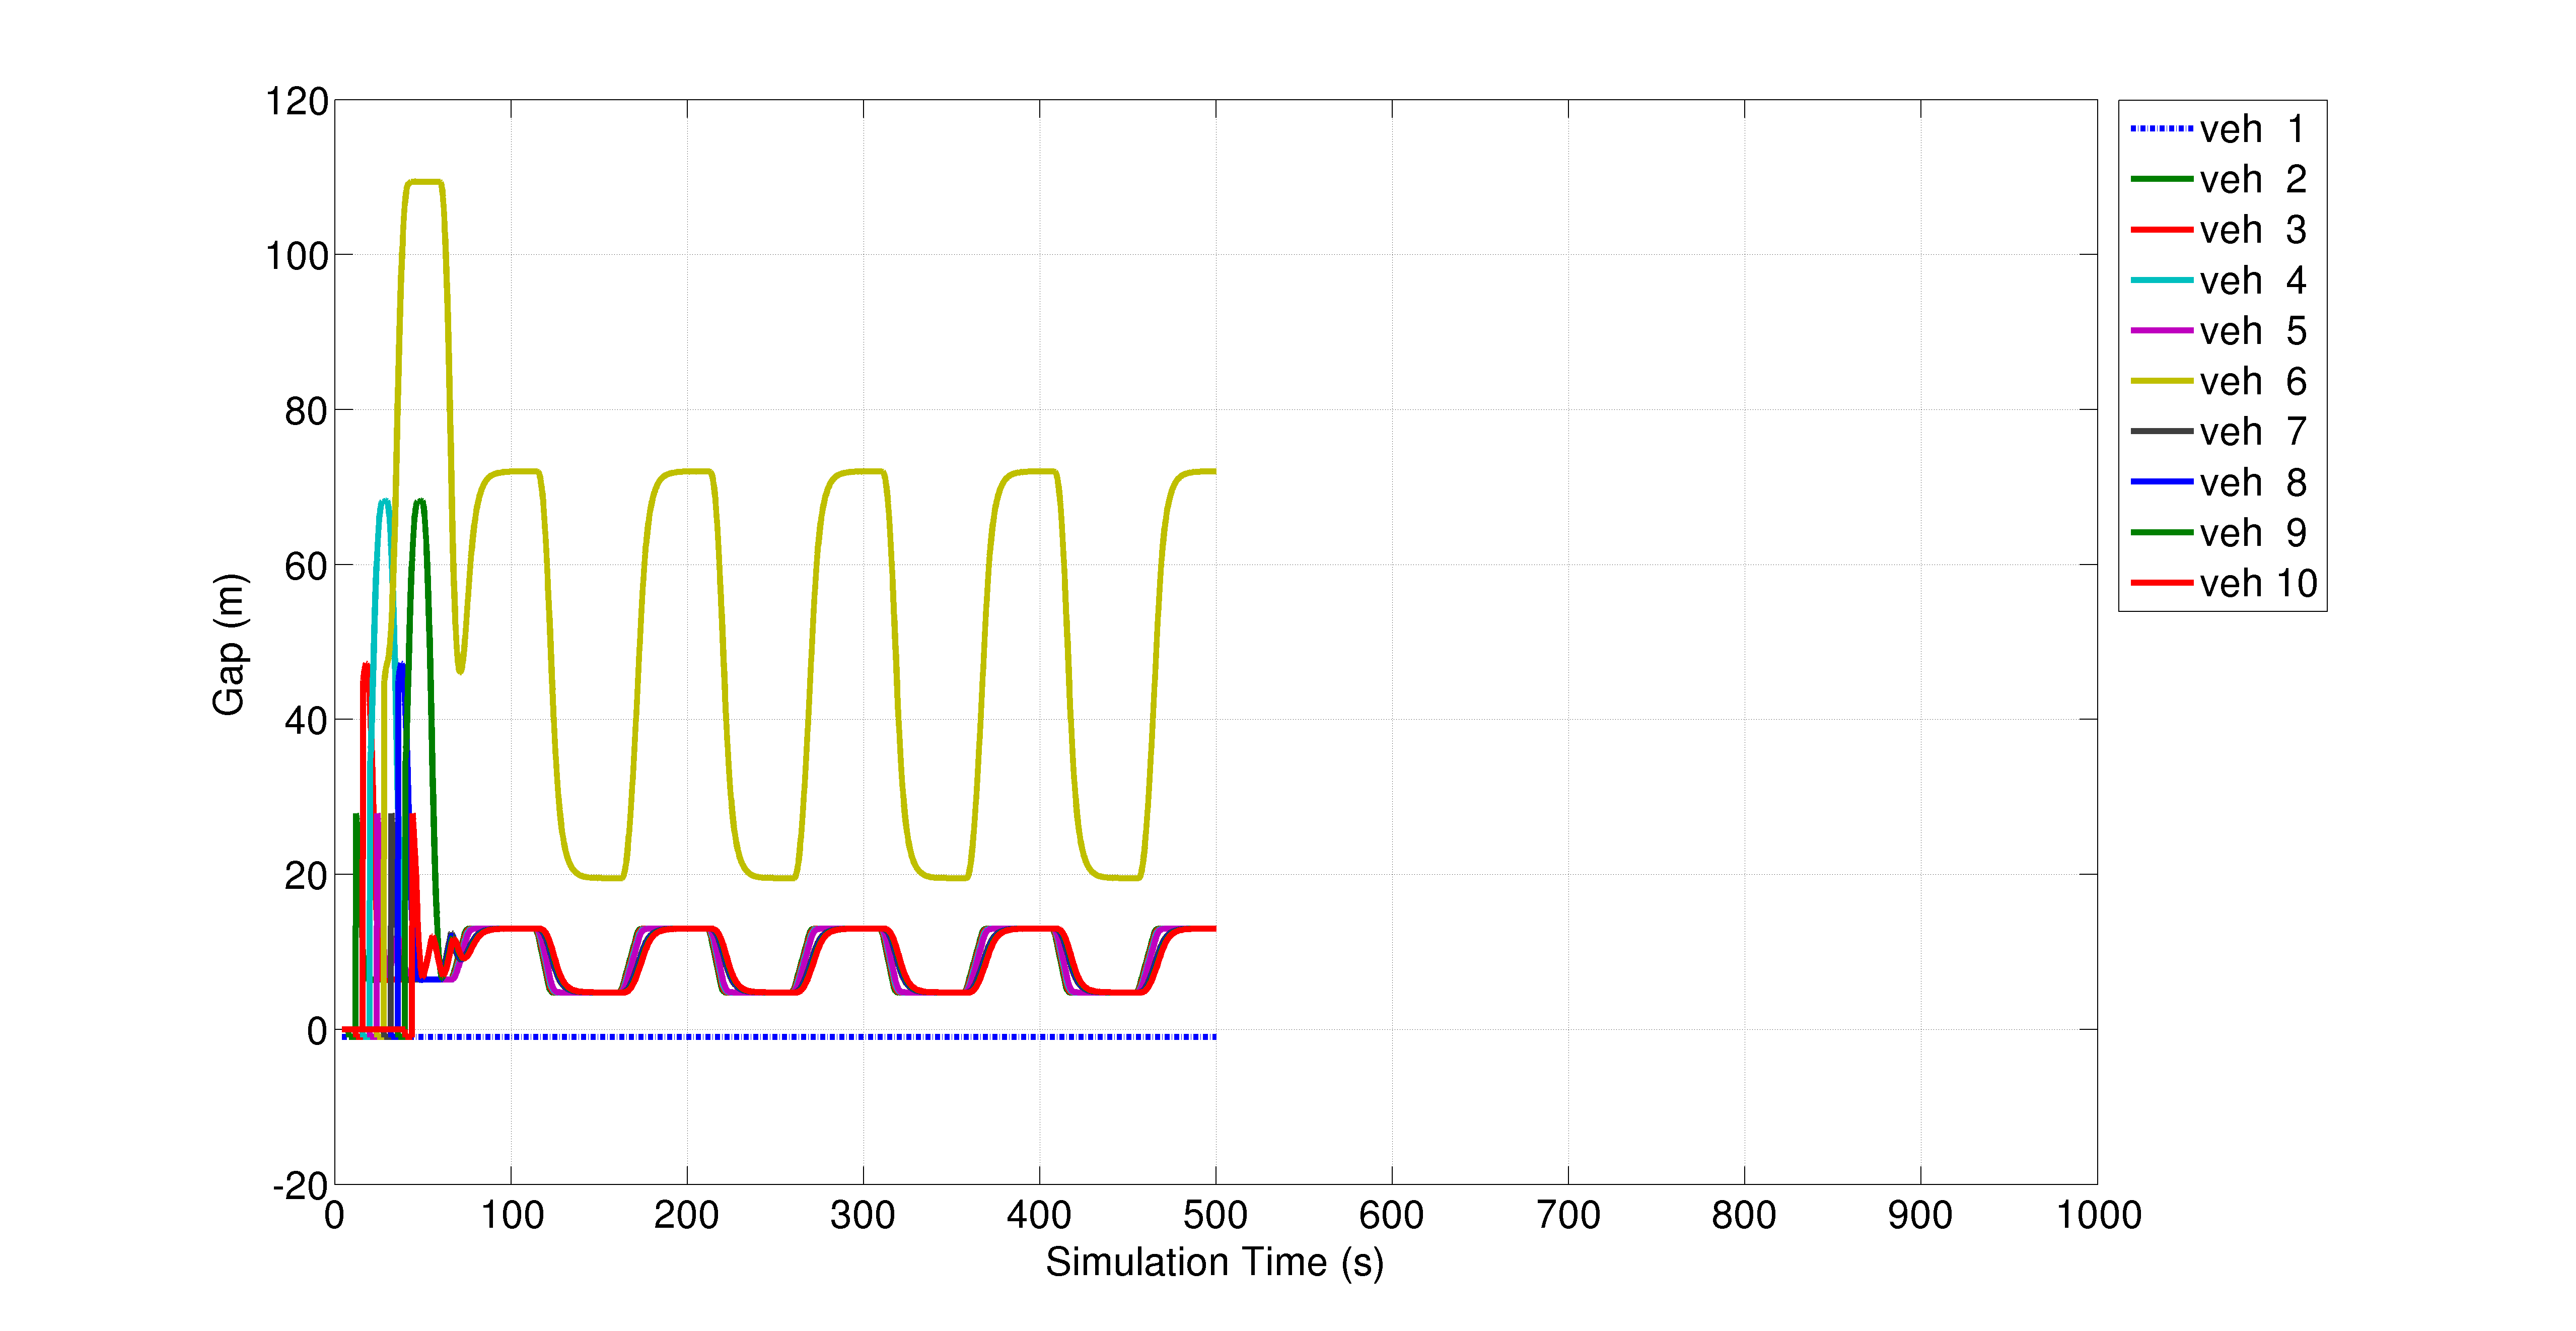 120
100
80
60
40
20
0
-20
Gap (m)
0 100 200 300 400 500 600 700 800 900 1000
Simulation Time (s)
veh 1
veh 2
veh 3
veh 4
veh 5
veh 6
veh 7
veh 8
veh 9
veh 10